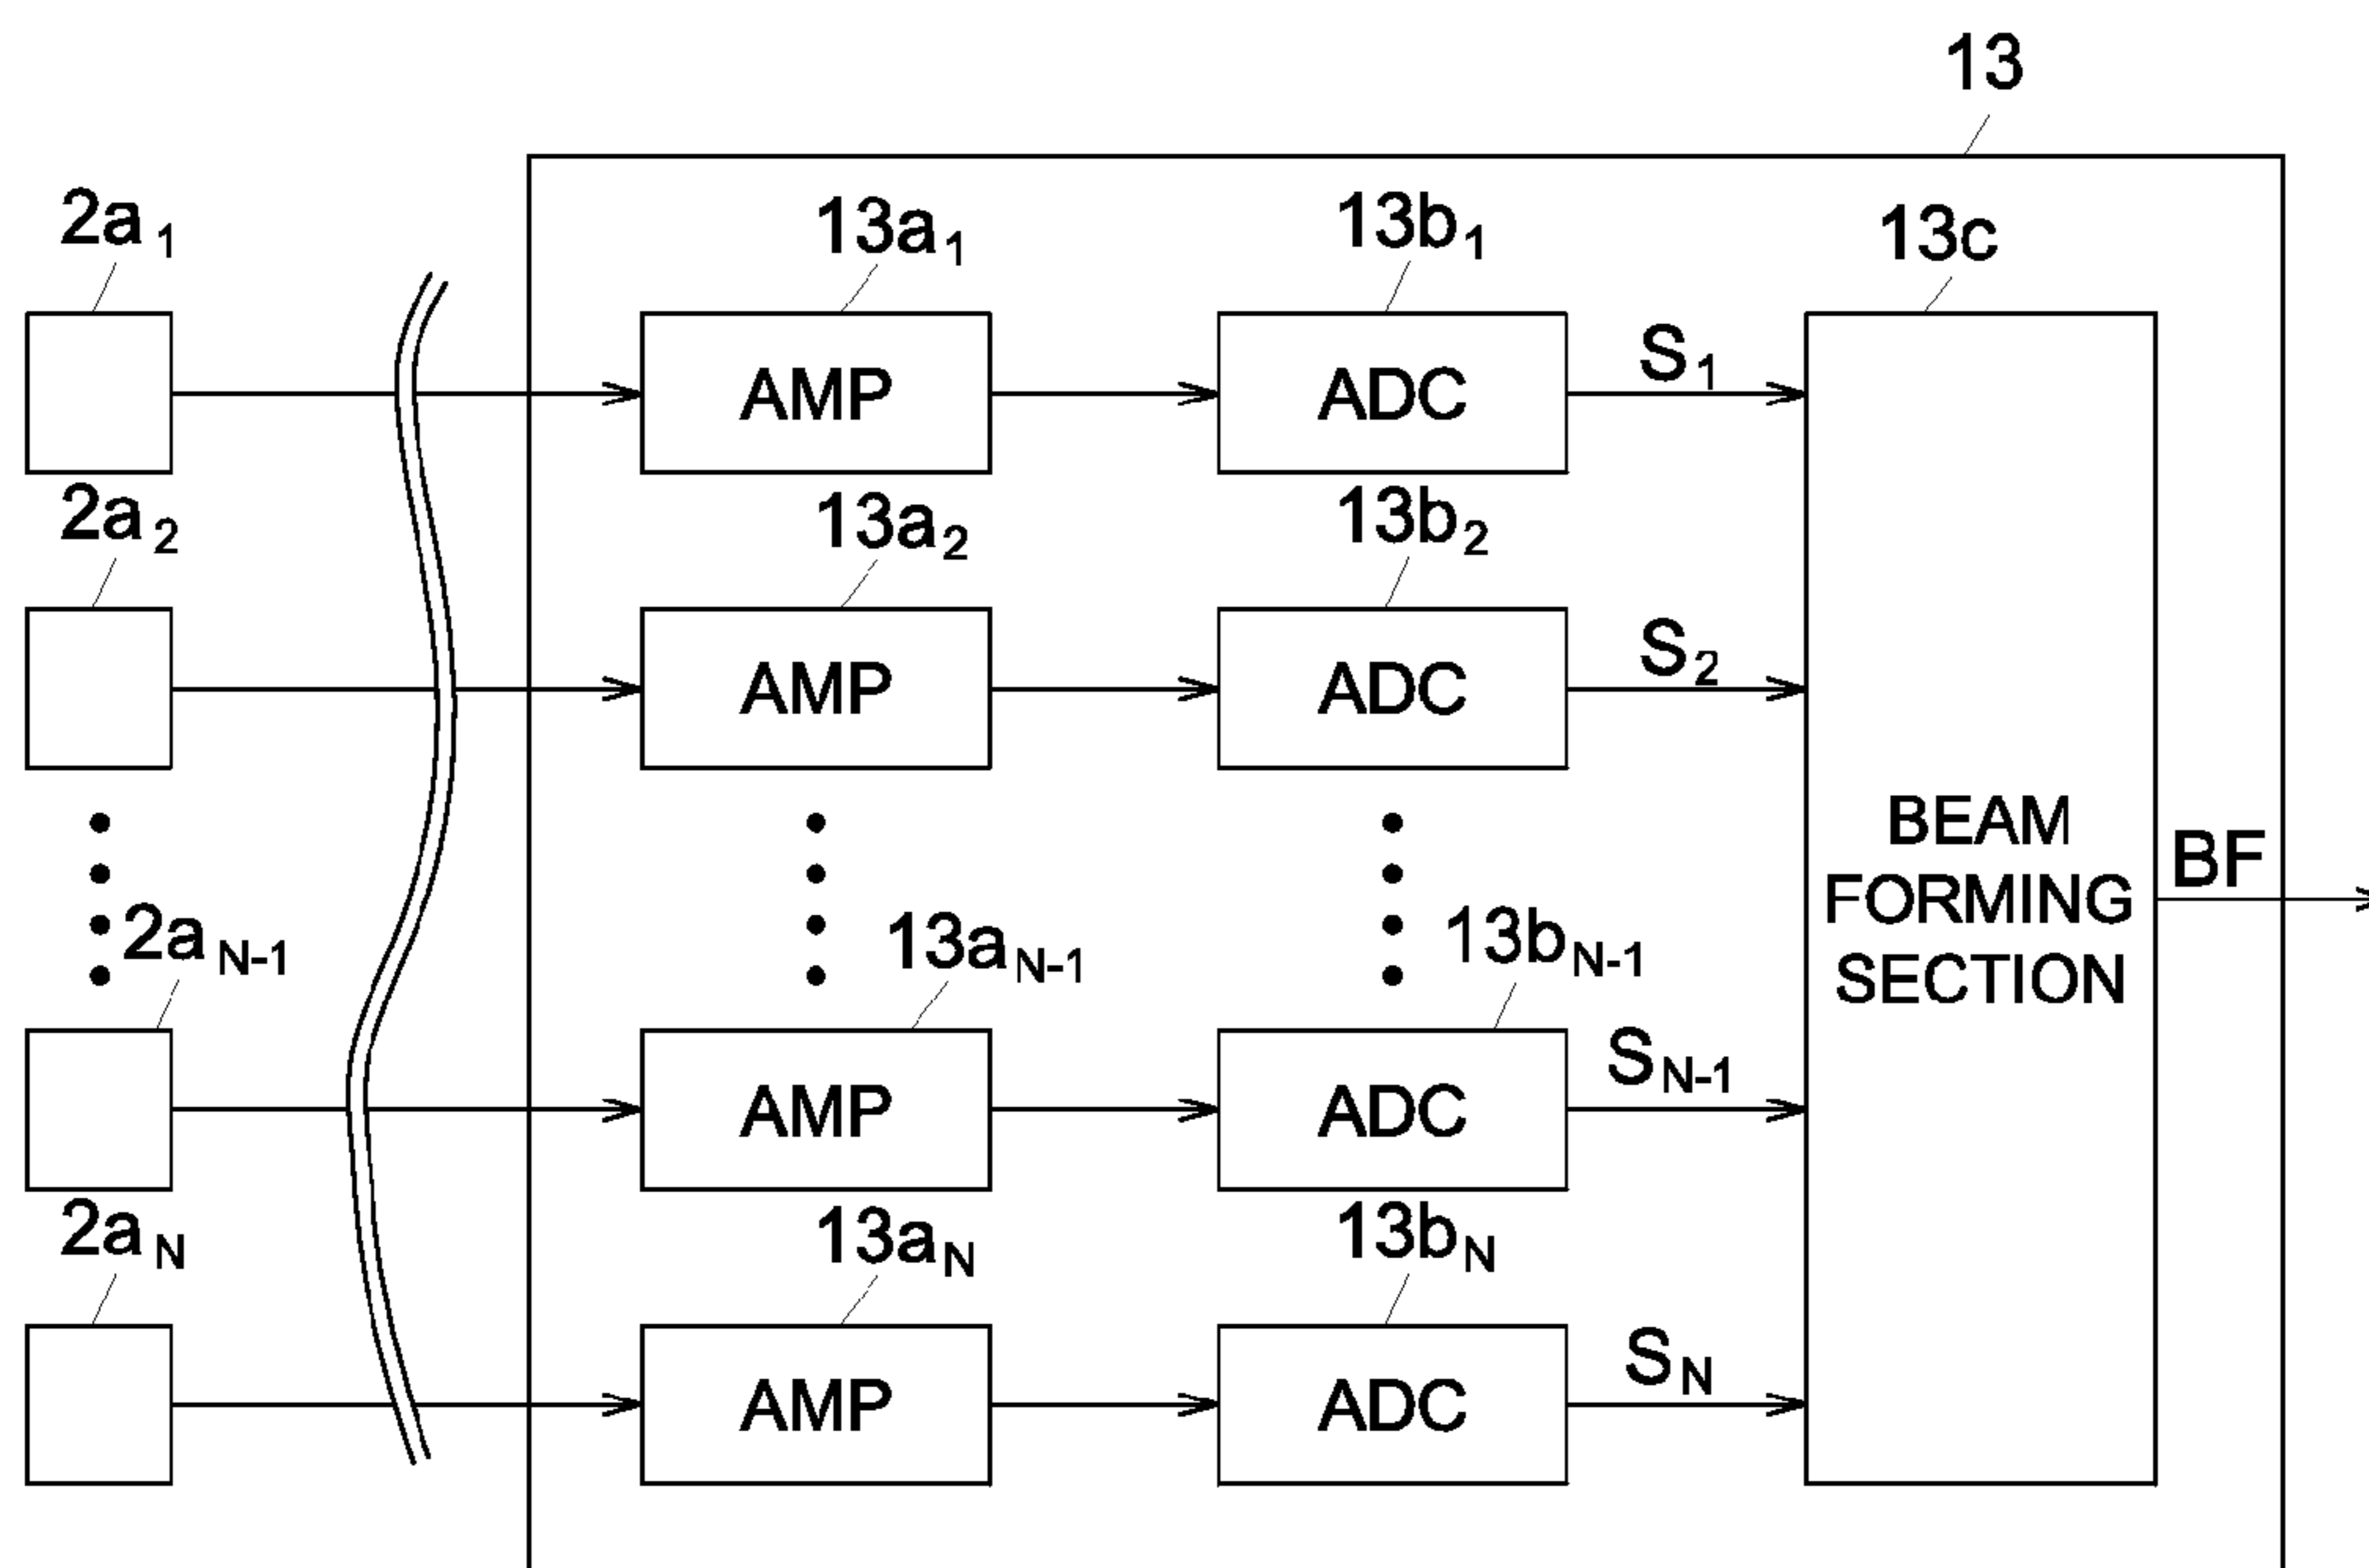 13
2a₁ 13a₁ 13b₁ 13c
AMP ADC S₁
2a₂ 13a₂ 13b₂
AMP ADC S₂
BEAM
FORMING
SECTION
BF
2aN-1 13aN-1 13bN-1
AMP ADC SN-1
2aN 13aN 13bN
AMP ADC SN